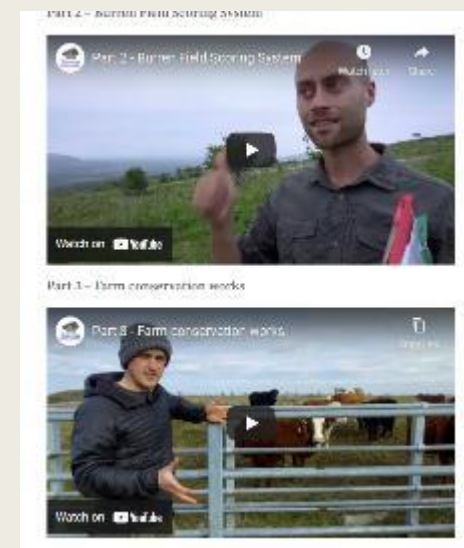 Part 2 – Burren Field Scoring System
Part 2 - Burren Field Scoring System
Watch later
Share
Watch on YouTube
Part 3 – Farm conservation works
Part 3 - Farm conservation works
Watch on YouTube